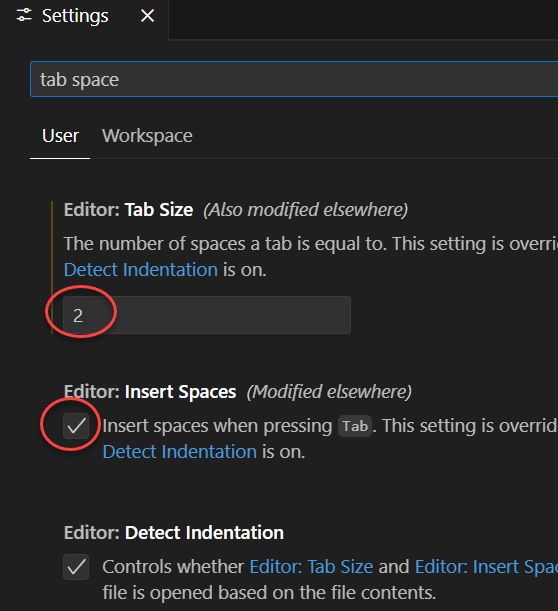 Settings
tab space
User Workspace
Editor: Tab Size (Also modified elsewhere)
The number of spaces a tab is equal to. This setting is overri
Detect Indentation is on.
2
Editor: Insert Spaces (Modified elsewhere)
Insert spaces when pressing Tab. This setting is overrid
Detect Indentation is on.
Editor: Detect Indentation
Controls whether Editor: Tab Size and Editor: Insert Spac
file is opened based on the file contents.